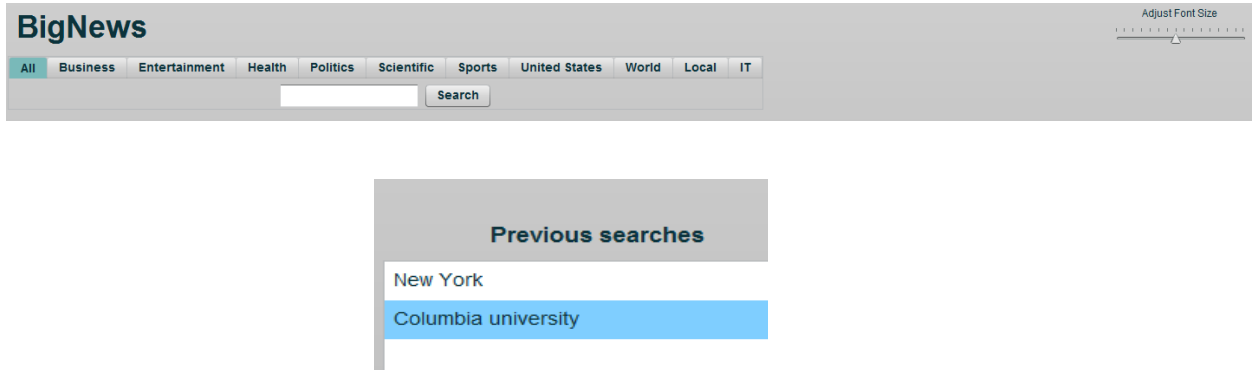 BigNews
Adjust Font Size
All Business Entertainment Health Politics Scientific Sports United States World Local IT
Search
Previous searches
New York
Columbia university